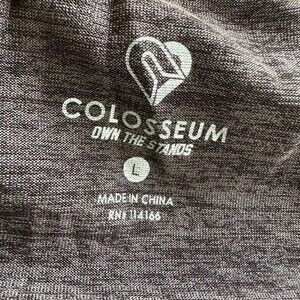 COLOSSEUM
OWN THE STANDS
L
MADE IN CHINA
RN# 114166